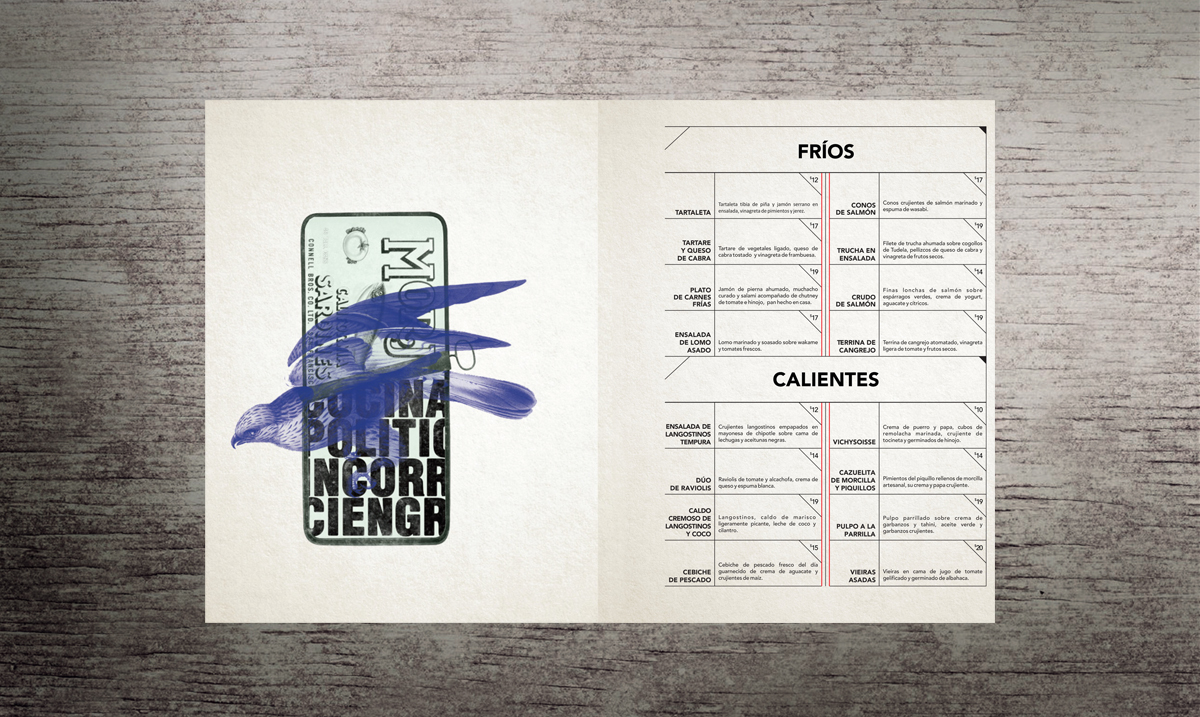 MO
CONNELL BROS. CO. LTD.
SARDINES
COCINA
POLITIC
INCORR
CIENGR
FRÍOS
$12
TARTALETA
Tartaleta tibia de piña y jamón serrano en
ensalada, vinagreta de pimientos y jerez.
$17
CONOS
DE SALMÓN
Conos crujientes de salmón marinado y
espuma de wasabi.
$17
TARTARE
Y QUESO
DE CABRA
Tartare de vegetales ligado, queso de
cabra tostado y vinagreta de frambuesa.
$19
TRUCHA EN
ENSALADA
Filete de trucha ahumada sobre cogollos
de Tudela, pellizcos de queso de cabra y
vinagreta de frutos secos.
$19
PLATO
DE CARNES
FRÍAS
Jamón de pierna ahumado, muchacho
curado y salami acompañado de chutney
de tomate e hinojo, pan hecho en casa.
$14
CRUDO
DE SALMÓN
Finas lonchas de salmón sobre
espárragos verdes, crema de yogurt,
aguacate y cítricos.
$17
ENSALADA
DE LOMO
ASADO
Lomo marinado y soasado sobre wakame
y tomates frescos.
$19
TERRINA DE
CANGREJO
Terrina de cangrejo atomatado, vinagreta
ligera de tomate y frutos secos.
CALIENTES
$12
ENSALADA DE
LANGOSTINOS
TEMPURA
Crujientes langostinos empapados en
mayonesa de chipotle sobre cama de
lechugas y aceitunas negras.
$10
VICHYSOISSE
Crema de puerro y papa, cubos de
remolacha marinada, crujiente de
tocineta y germinados de hinojo.
$14
DÚO
DE RAVIOLIS
Raviolis de tomate y alcachofa, crema de
queso y espuma blanca.
$14
CAZUELITA
DE MORCILLA
Y PIQUILLOS
Pimientos del piquillo rellenos de morcilla
artesanal, su crema y papa crujiente.
$19
CALDO
CREMOSO DE
LANGOSTINOS
Y COCO
Langostinos, caldo de marisco
ligeramente picante, leche de coco y
cilantro.
$19
PULPO A LA
PARRILLA
Pulpo parrillado sobre crema de
garbanzos y tahini, aceite verde y
garbanzos crujientes.
$15
CEBICHE
DE PESCADO
Cebiche de pescado fresco del día
guarnecido de crema de aguacate y
crujientes de maíz.
$20
VIEIRAS
ASADAS
Vieiras en cama de jugo de tomate
gelificado y germinado de albahaca.